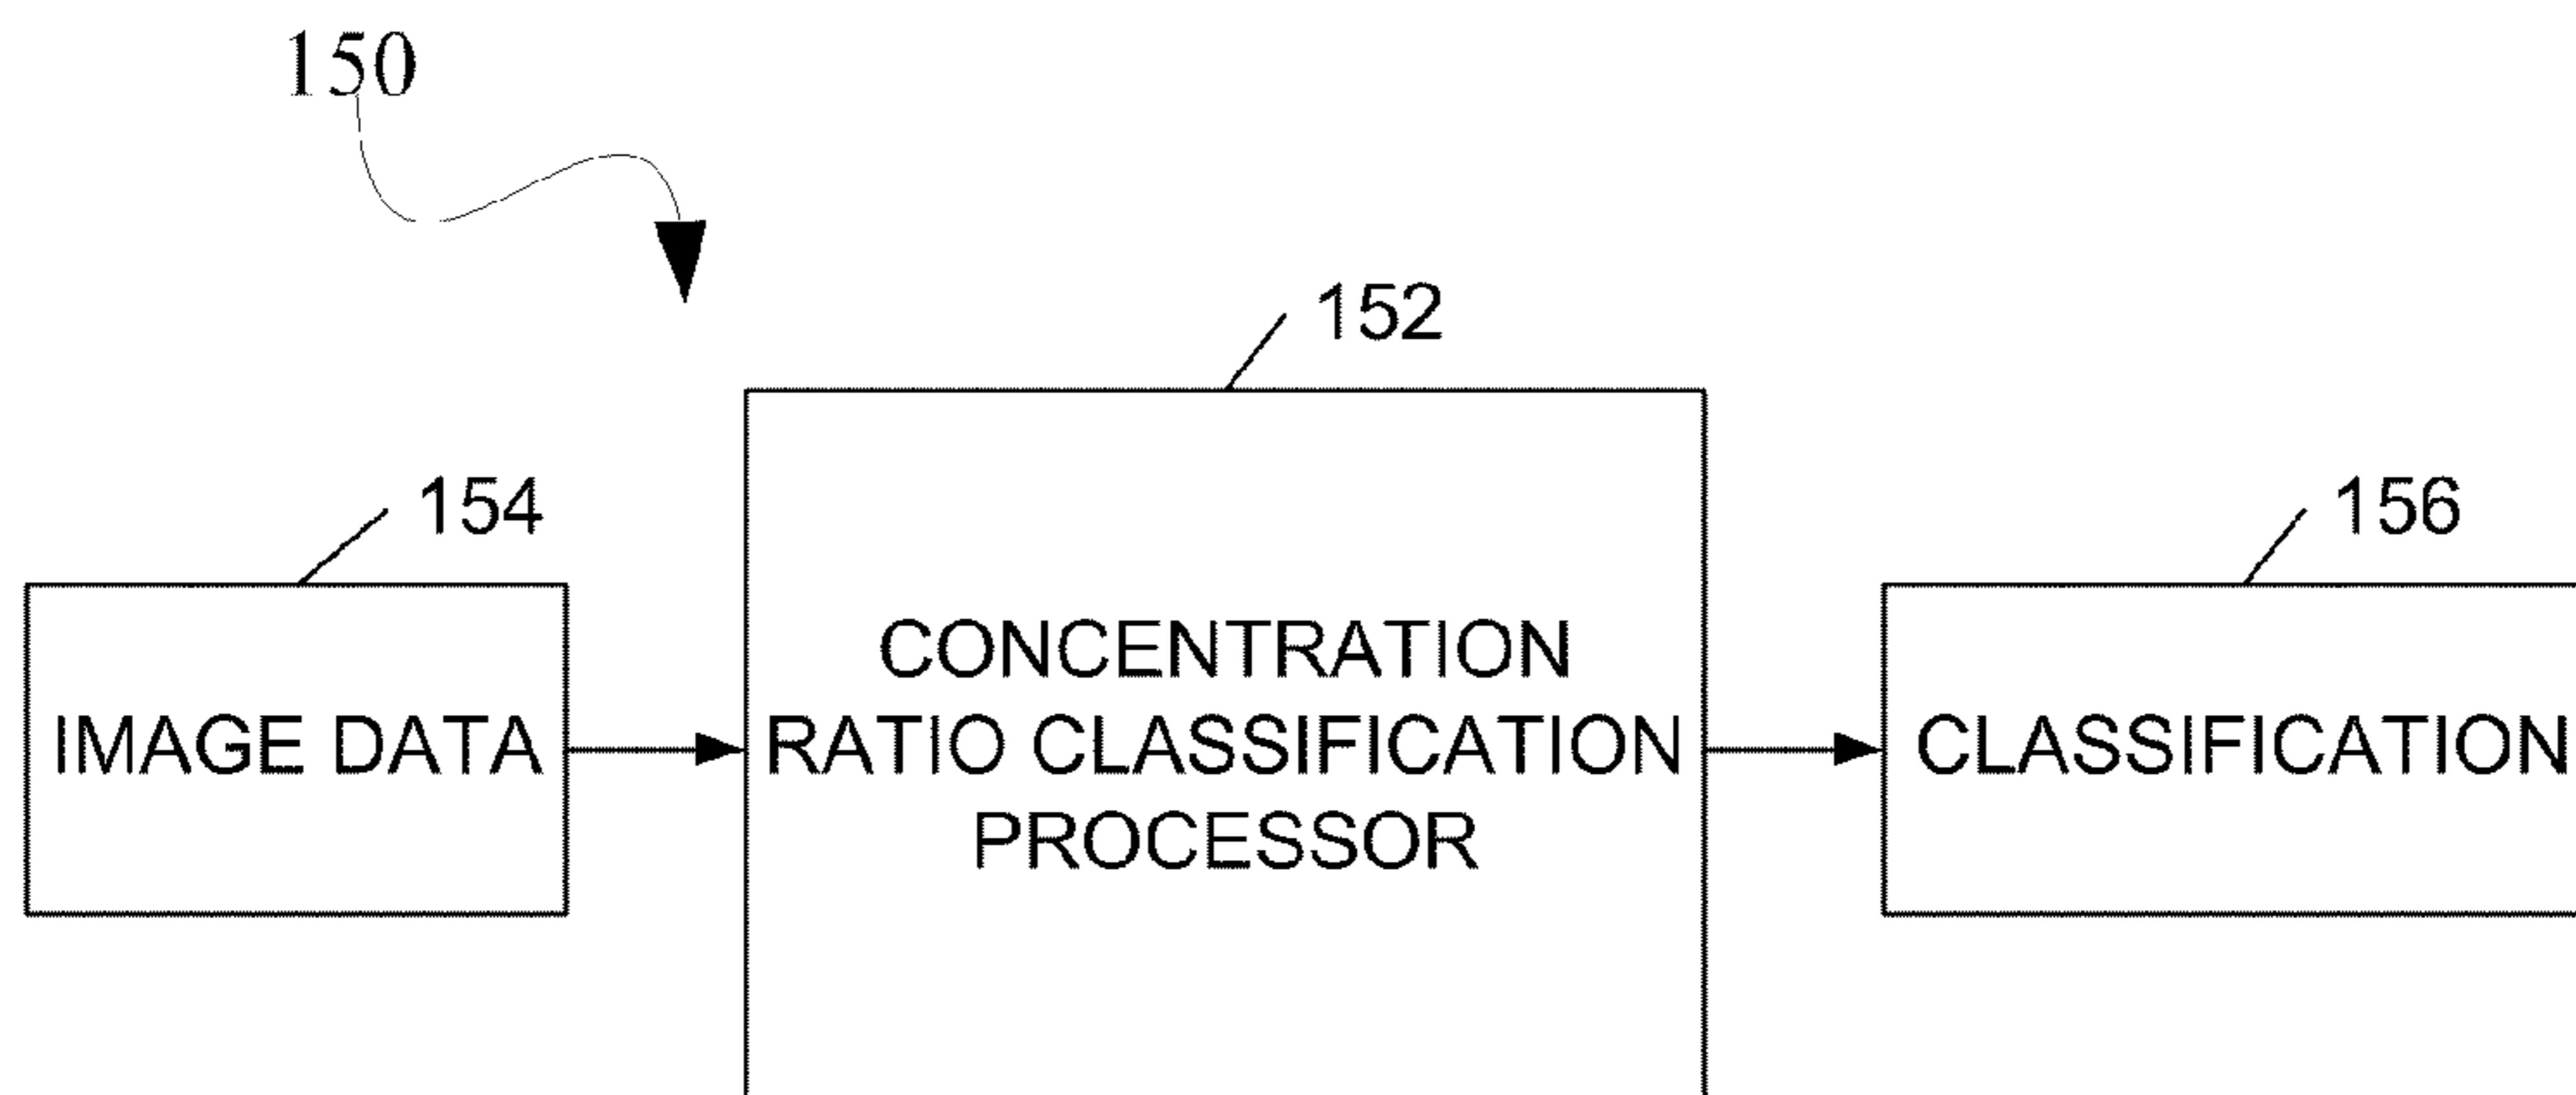 150
152
154
156
IMAGE DATA
CONCENTRATION
RATIO CLASSIFICATION
PROCESSOR
CLASSIFICATION